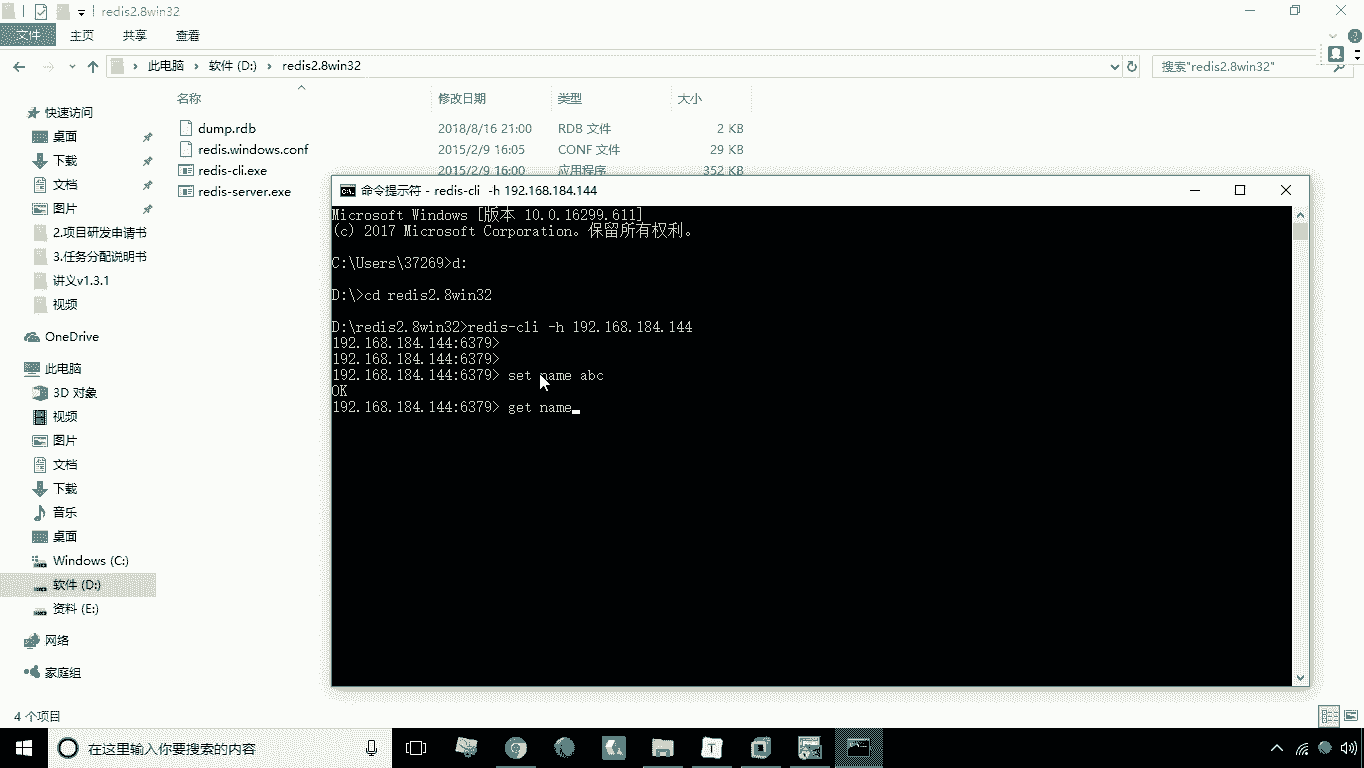 redis2.8win32
文件 主页 共享 查看
此电脑 软件 (D:) redis2.8win32 搜索"redis2.8win32"
名称 修改日期 类型 大小
dump.rdb 2018/8/16 21:00 RDB 文件 2 KB
redis.windows.conf 2015/2/9 16:05 CONF 文件 29 KB
redis-cli.exe 2015/2/9 16:00 应用程序 352 KB
redis-server.exe
快速访问
桌面
下载
文档
图片
2.项目研发申请书
3.任务分配说明书
讲义v1.3.1
视频
OneDrive
此电脑
3D 对象
视频
图片
文档
下载
音乐
桌面
Windows (C:)
软件 (D:)
资料 (E:)
网络
家庭组
4 个项目
命令提示符 - redis-cli -h 192.168.184.144
Microsoft Windows [版本 10.0.16299.611]
(c) 2017 Microsoft Corporation。保留所有权利。
C:\Users\37269>d:
D:\>cd redis2.8win32
D:\redis2.8win32>redis-cli -h 192.168.184.144
192.168.184.144:6379>
192.168.184.144:6379>
192.168.184.144:6379> set name abc
OK
192.168.184.144:6379> get name
在这里输入你要搜索的内容